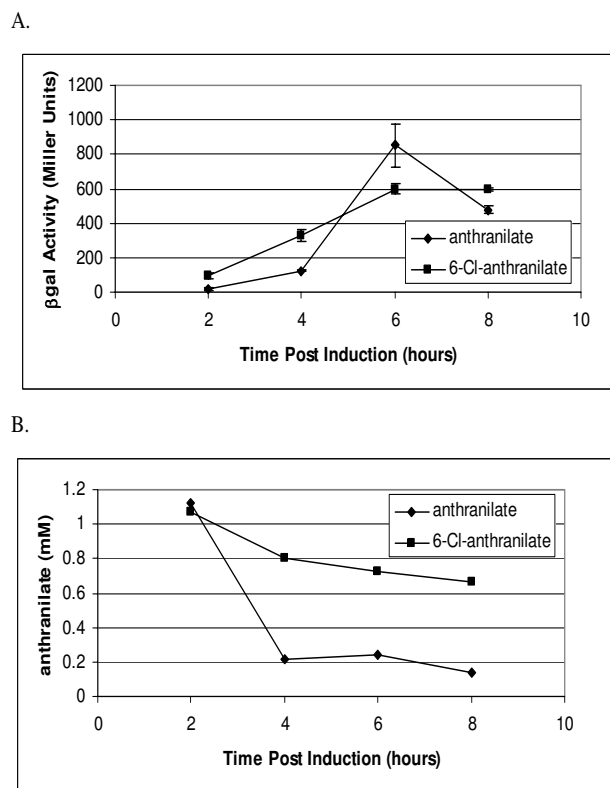 A.
βgal Activity (Miller Units)
1200
1000
800
600
400
200
0
0 2 4 6 8 10
anthranilate
6-Cl-anthranilate
Time Post Induction (hours)
B.
anthranilate (mM)
1.2
1
0.8
0.6
0.4
0.2
0
0 2 4 6 8 10
anthranilate
6-Cl-anthranilate
Time Post Induction (hours)